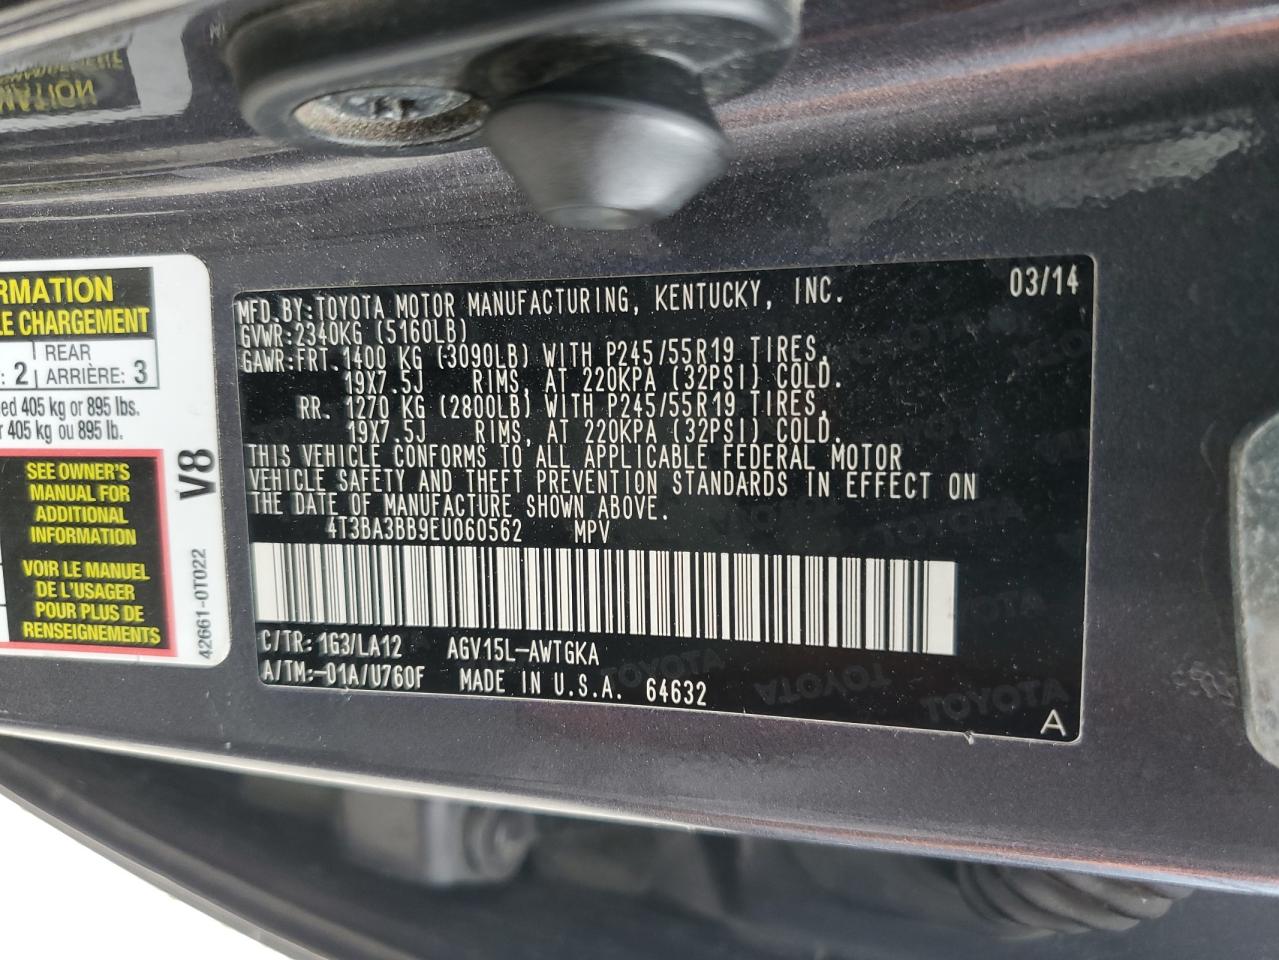 MATION
RMATION
E CHARGEMENT
: 2 REAR
ARRIÈRE: 3
ed 405 kg or 895 lbs.
r 405 kg ou 895 lb.
SEE OWNER'S
MANUAL FOR
ADDITIONAL
INFORMATION
VOIR LE MANUEL
DE L'USAGER
POUR PLUS DE
RENSEIGNEMENTS
V8
42661-0T022
MFD.BY:TOYOTA MOTOR MANUFACTURING, KENTUCKY, INC. 03/14
GVWR:2340KG (5160LB)
GAWR:FRT. 1400 KG (3090LB) WITH P245/55R19 TIRES,
19X7.5J RIMS, AT 220KPA (32PSI) COLD.
RR. 1270 KG (2800LB) WITH P245/55R19 TIRES,
19X7.5J RIMS, AT 220KPA (32PSI) COLD.
THIS VEHICLE CONFORMS TO ALL APPLICABLE FEDERAL MOTOR
VEHICLE SAFETY AND THEFT PREVENTION STANDARDS IN EFFECT ON
THE DATE OF MANUFACTURE SHOWN ABOVE.
4T3BA3BB9EU060562 MPV
C/TR: 1G3/LA12 AGV15L-AWTGKA
A/TM:-01A/U760F MADE IN U.S.A. 64632
TOYOTA TOYOTA TOYOTA
A